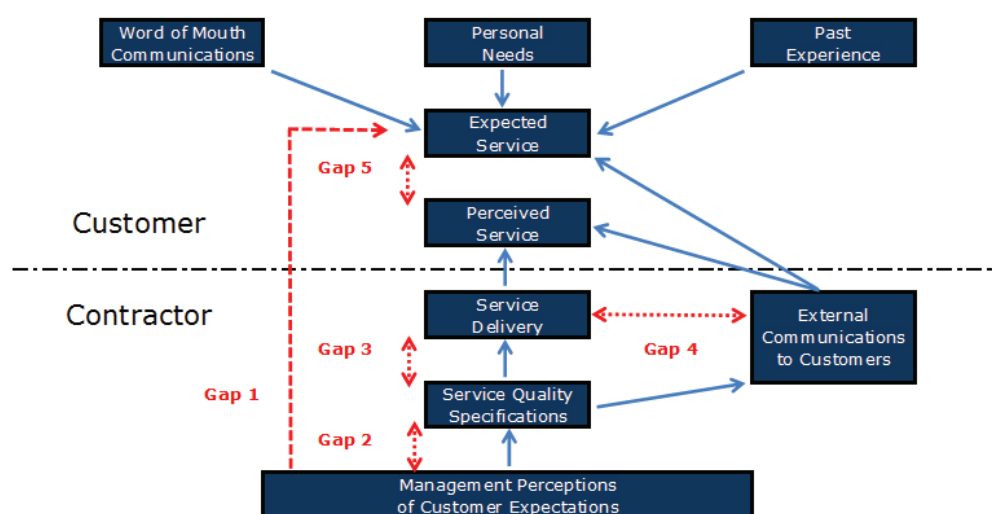 Word of Mouth
Communications
Personal
Needs
Past
Experience
Expected
Service
Gap 5
Perceived
Service
Customer
Contractor
Service
Delivery
External
Communications
to Customers
Gap 3
Gap 4
Gap 1
Service Quality
Specifications
Gap 2
Management Perceptions
of Customer Expectations